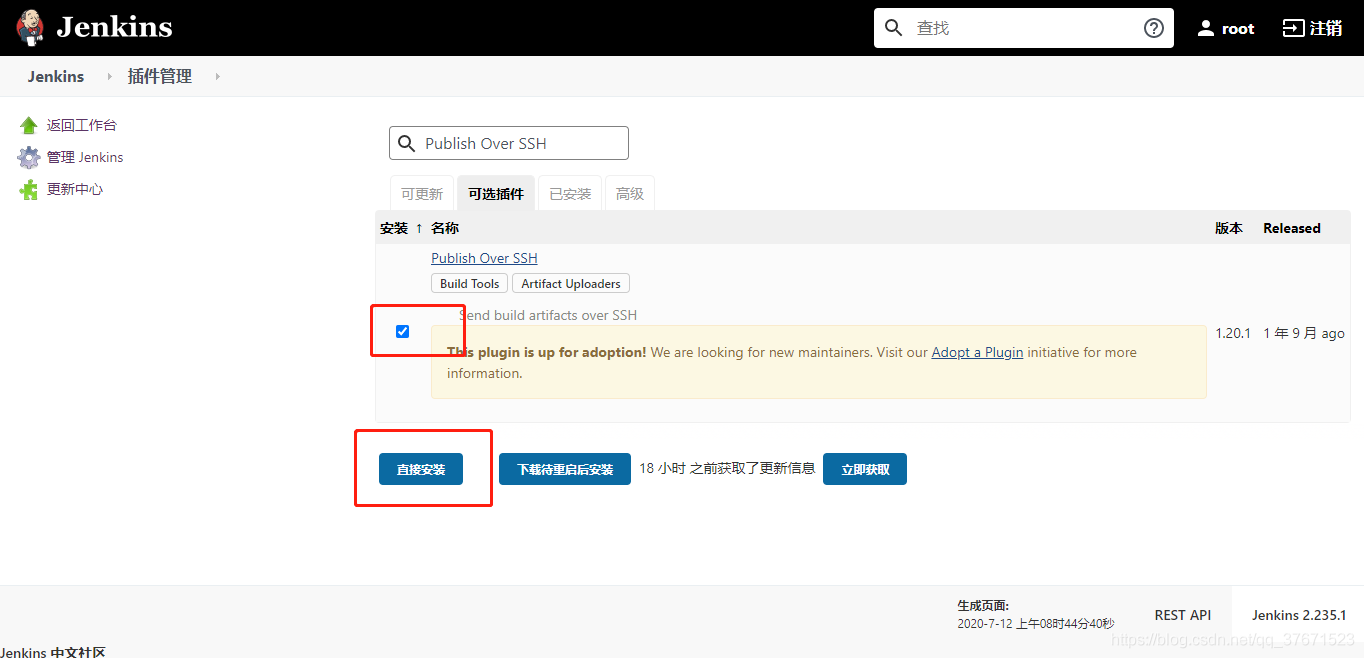 Jenkins
查找
root
注销
Jenkins
插件管理
返回工作台
管理 Jenkins
更新中心
Publish Over SSH
可更新
可选插件
已安装
高级
安装 ↑ 名称
版本
Released
Publish Over SSH
Build Tools
Artifact Uploaders
Send build artifacts over SSH
This plugin is up for adoption! We are looking for new maintainers. Visit our Adopt a Plugin initiative for more
information.
1.20.1
1 年 9 月 ago
直接安装
下载待重启后安装
18 小时 之前获取了更新信息
立即获取
生成页面:
2020-7-12 上午08时44分40秒
REST API
Jenkins 2.235.1
https://blog.csdn.net/qq_37671523
Jenkins 中文社区